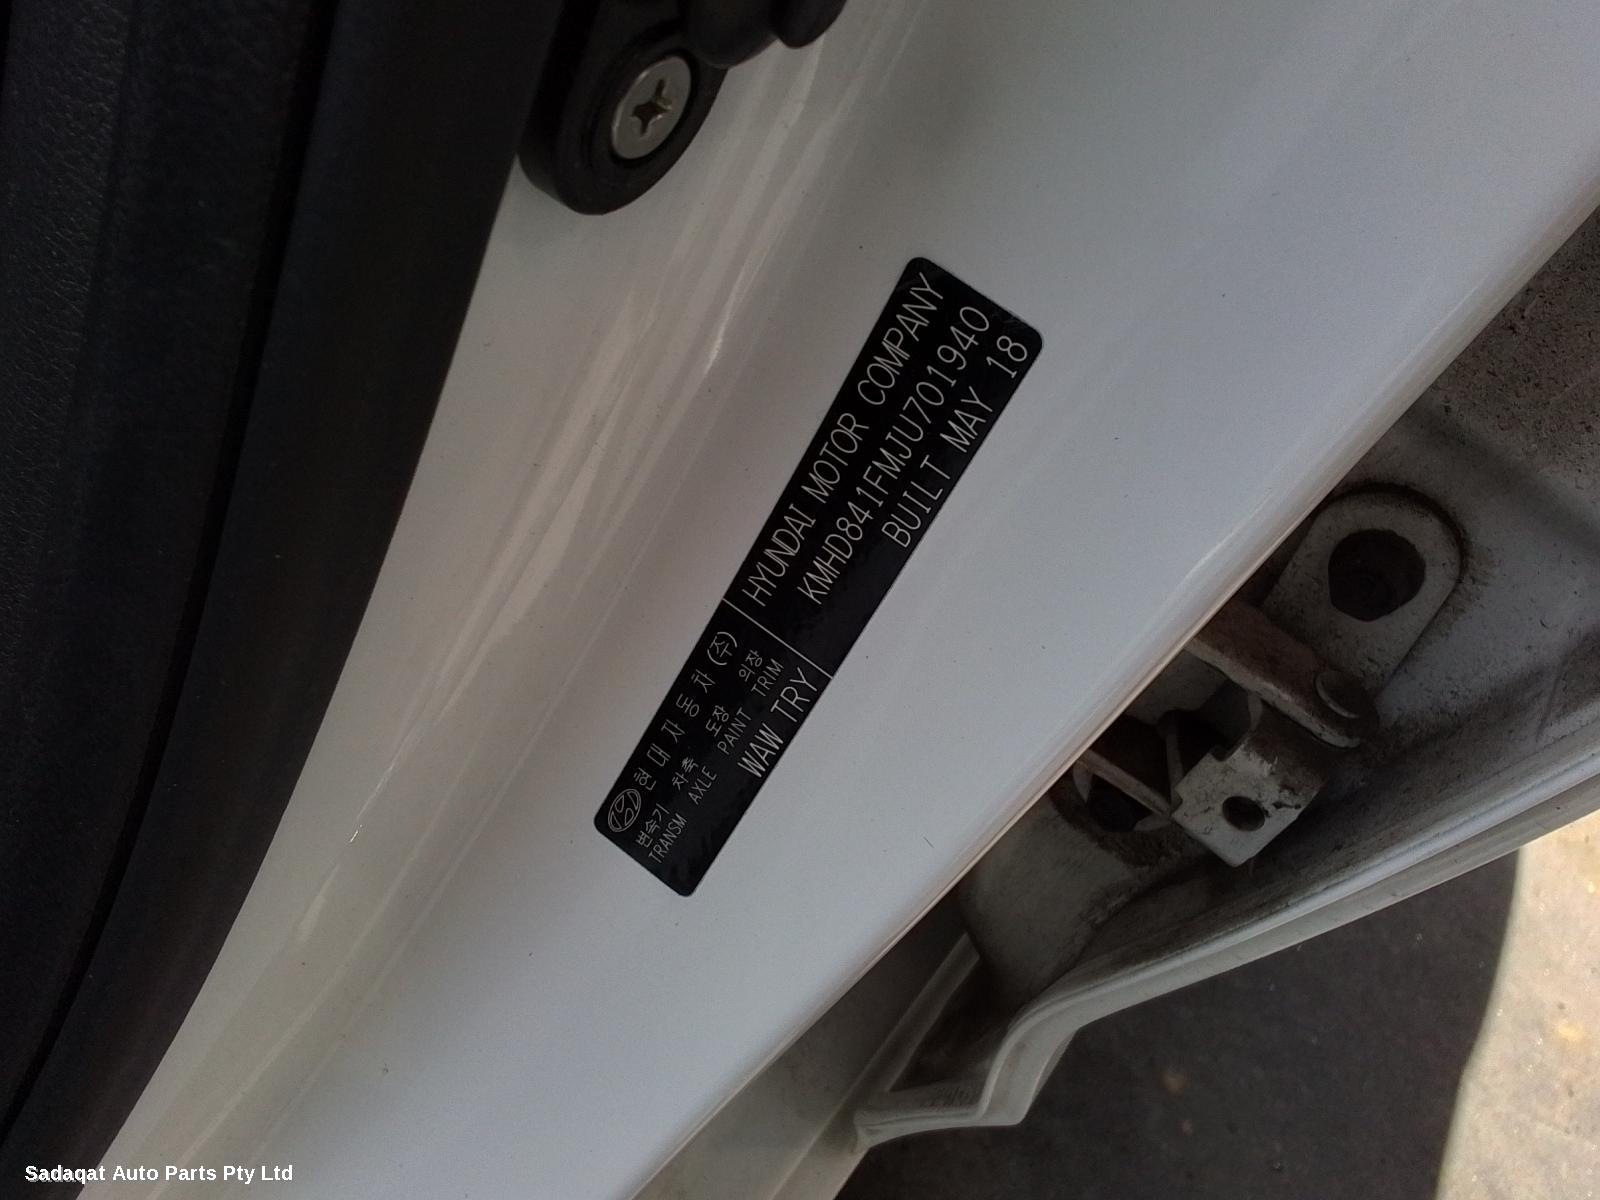 현대자동차(주)
HYUNDAI MOTOR COMPANY
변속기 차축 도장 의장
TRANSM AXLE PAINT TRIM
KMHD841FMJU701940
WAW TRY
BUILT MAY 18
Sadaqat Auto Parts Pty Ltd